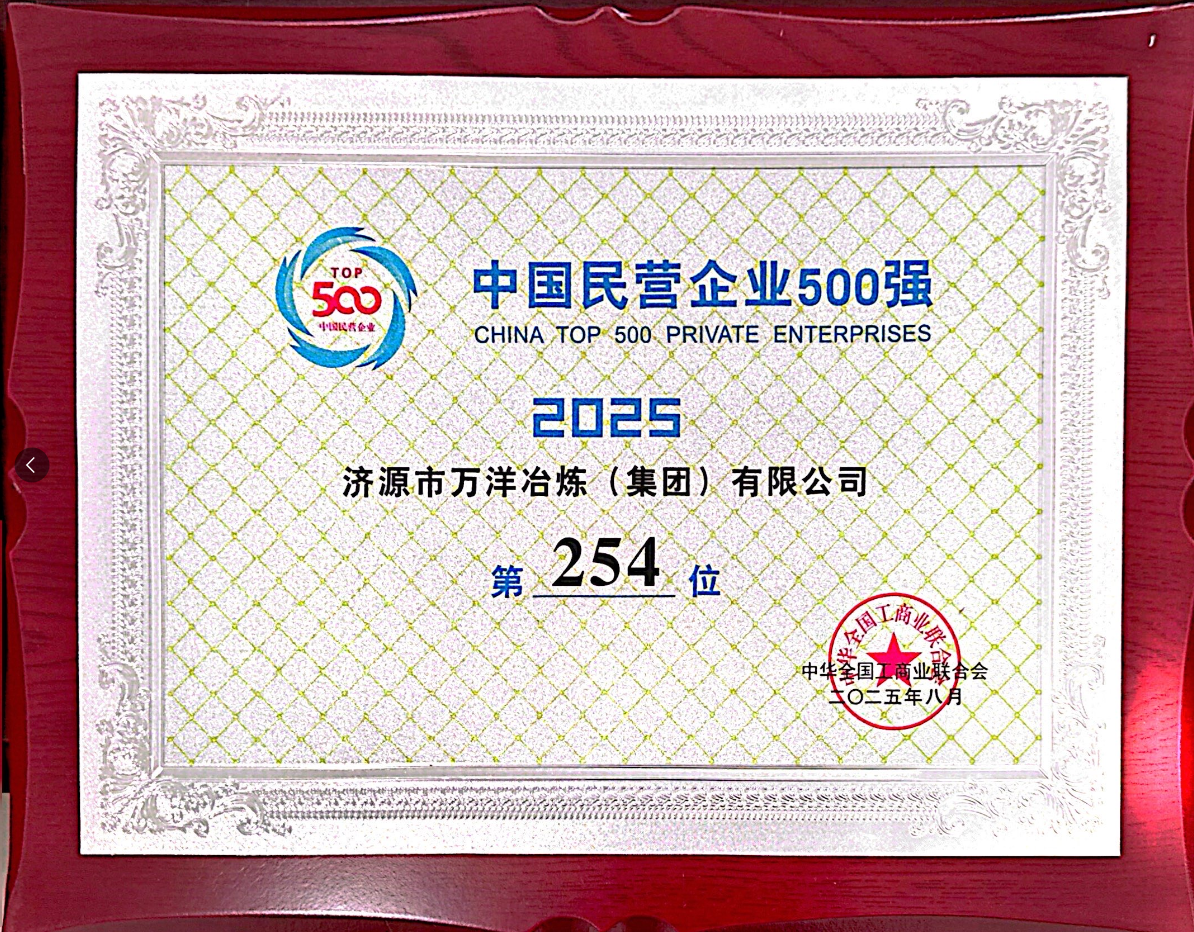 TOP
500
中国民营企业
中国民营企业500强
CHINA TOP 500 PRIVATE ENTERPRISES
2025
济源市万洋冶炼（集团）有限公司
第 254 位
中华全国工商业联合会
中华全国工商业联合会
二〇二五年八月